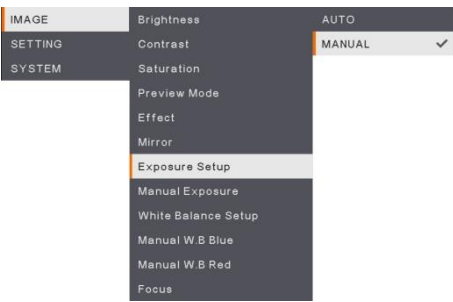 IMAGE
SETTING
SYSTEM
Brightness
Contrast
Saturation
Preview Mode
Effect
Mirror
Exposure Setup
Manual Exposure
White Balance Setup
Manual W.B Blue
Manual W.B Red
Focus
AUTO
MANUAL ✓